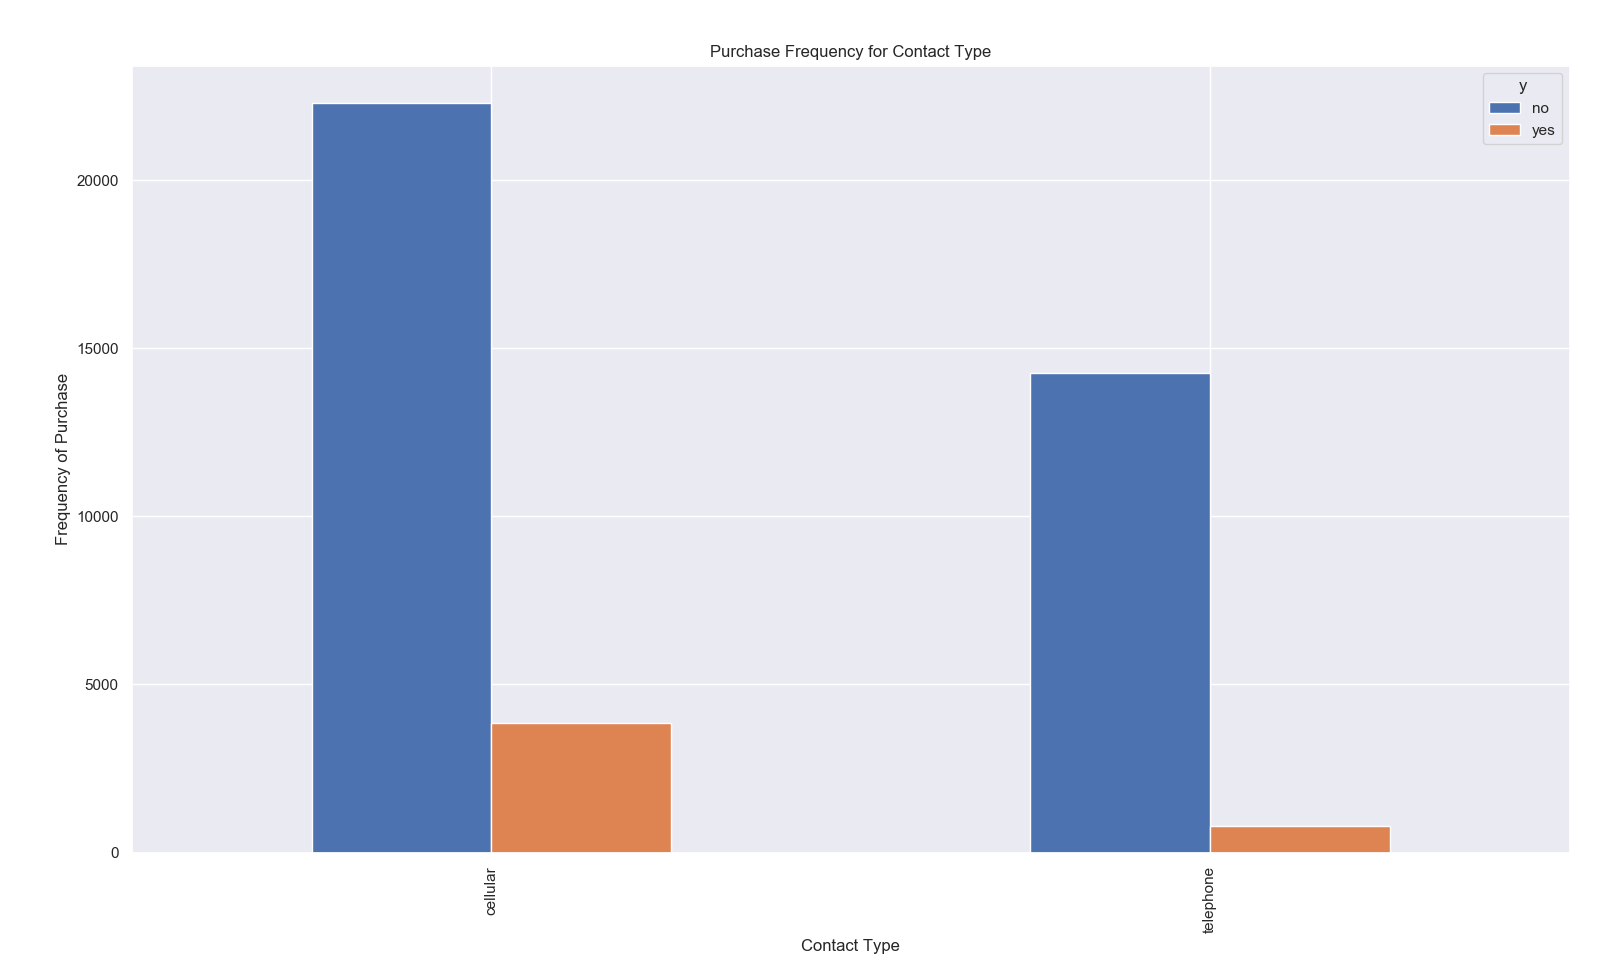 Purchase Frequency for Contact Type
y
no
yes
20000
15000
10000
5000
0
Frequency of Purchase
cellular
telephone
Contact Type